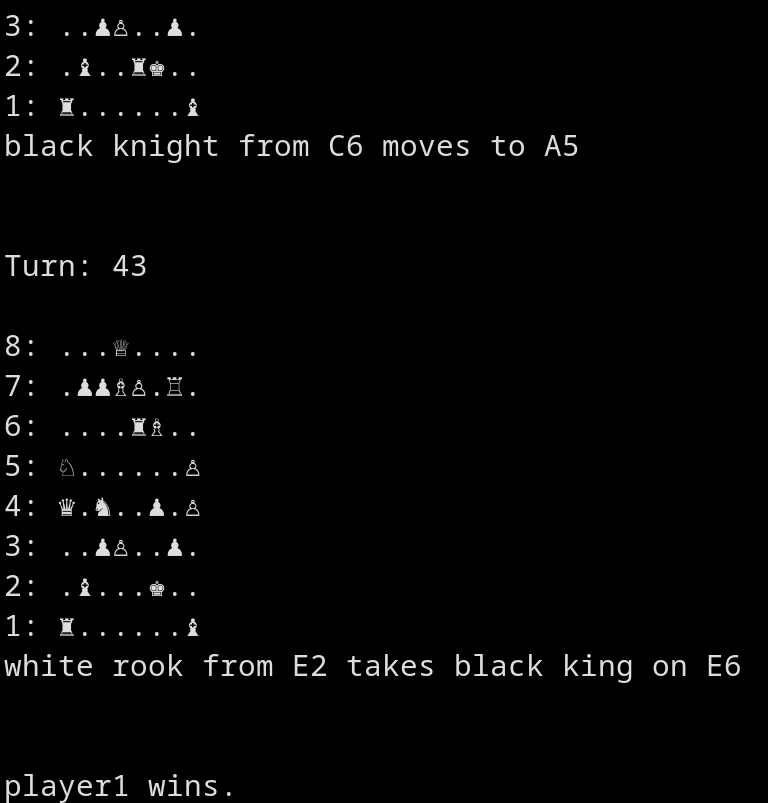 3: ..♟♙..♟.
2: .♝..♜♚..
1: ♜......♝
black knight from C6 moves to A5
Turn: 43
8: ...♕....
7: .♟♟♗♙.♖.
6: ....♜♗..
5: ♘......♙
4: ♛.♞..♟.♙
3: ..♟♙..♟.
2: .♝...♚..
1: ♜......♝
white rook from E2 takes black king on E6
player1 wins.